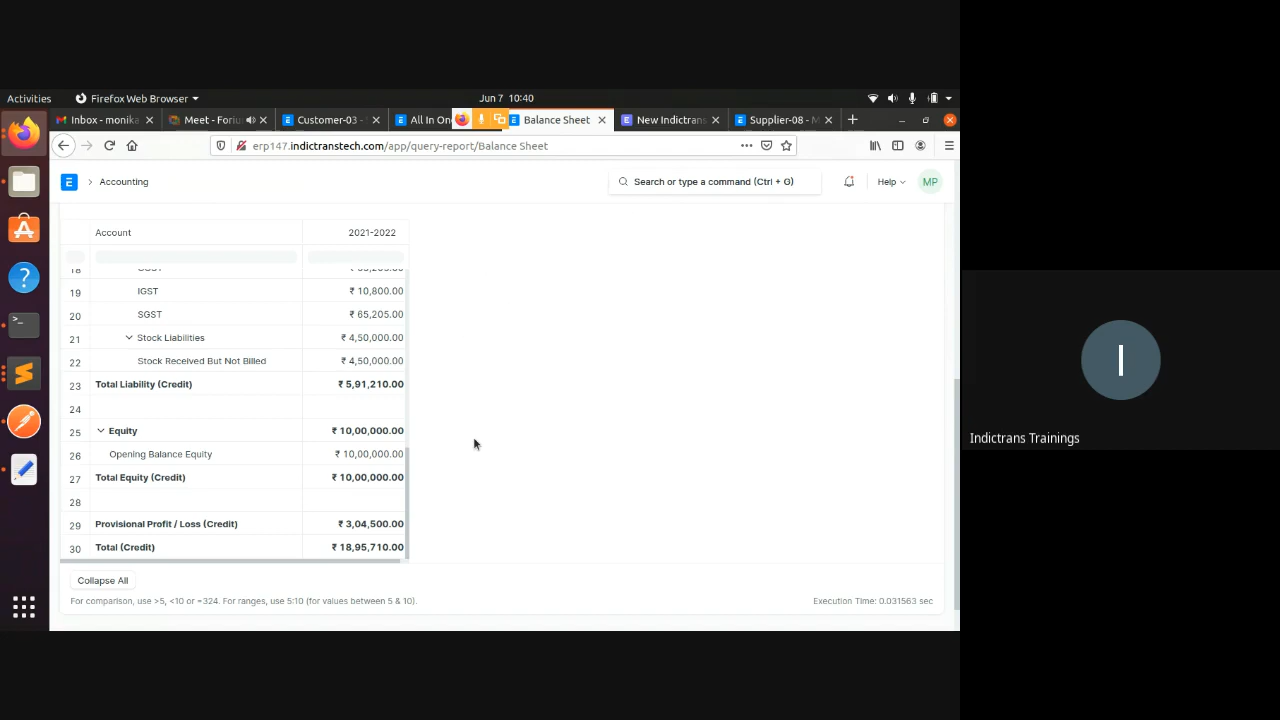 Activities
Firefox Web Browser
Jun 7 10:40
Inbox - monika
Meet - Foriu
Customer-03 -
All In On
Balance Sheet
New Indictrans
Supplier-08 - M
erp147.indictranstech.com/app/query-report/Balance Sheet
E
Accounting
Search or type a command (Ctrl + G)
Help
MP
Account
2021-2022
18
19 IGST ₹ 10,800.00
20 SGST ₹ 65,205.00
21 Stock Liabilities ₹ 4,50,000.00
22 Stock Received But Not Billed ₹ 4,50,000.00
23 Total Liability (Credit) ₹ 5,91,210.00
24
25 Equity ₹ 10,00,000.00
26 Opening Balance Equity ₹ 10,00,000.00
27 Total Equity (Credit) ₹ 10,00,000.00
28
29 Provisional Profit / Loss (Credit) ₹ 3,04,500.00
30 Total (Credit) ₹ 18,95,710.00
Collapse All
For comparison, use >5, <10 or =324. For ranges, use 5:10 (for values between 5 & 10).
Execution Time: 0.031563 sec
I
Indictrans Trainings